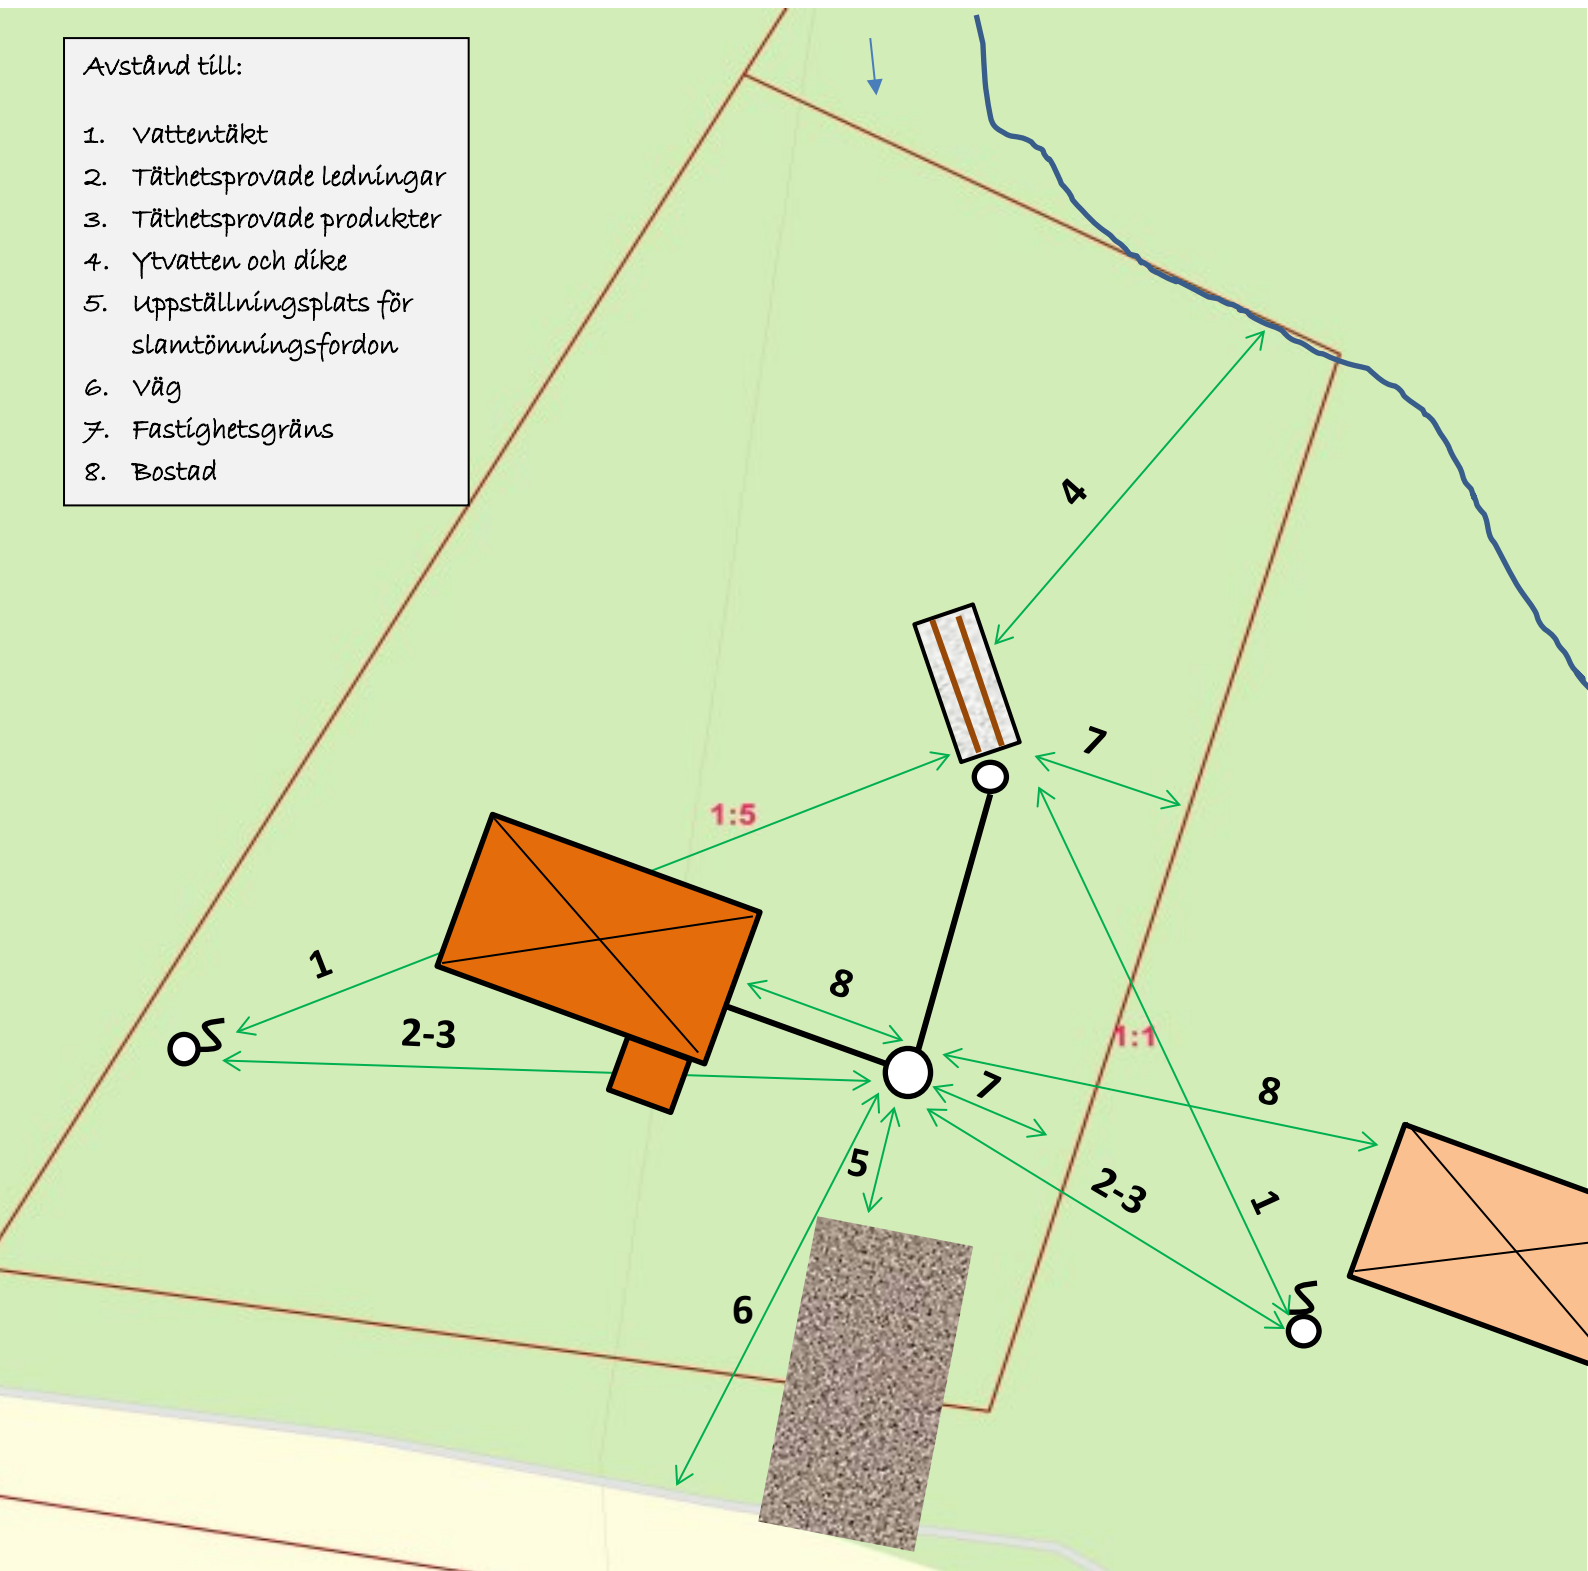 Avstånd till:
1. Vattentäkt
2. Täthetsprovade ledningar
3. Täthetsprovade produkter
4. Ytvatten och dike
5. Uppställningsplats för
slamtömningsfordon
6. Väg
7. Fastighetsgräns
8. Bostad
4
7
1:5
1
8
2-3
1:1
7
8
5
2-3
1
6